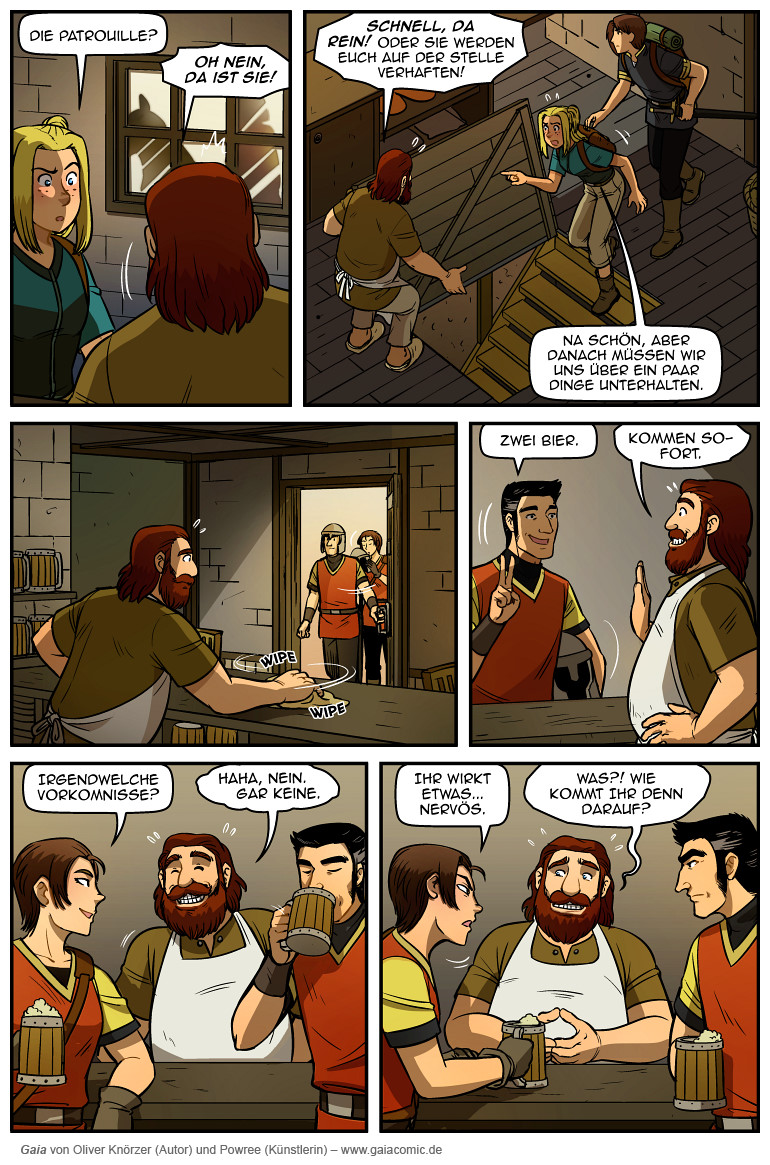 DIE PATROUILLE?
OH NEIN,
DA IST SIE!
SCHNELL, DA
REIN! ODER SIE WERDEN
EUCH AUF DER STELLE
VERHAFTEN!
NA SCHÖN, ABER
DANACH MÜSSEN WIR
UNS ÜBER EIN PAAR
DINGE UNTERHALTEN.
WIPE
WIPE
ZWEI BIER.
KOMMEN SO-
FORT.
IRGENDWELCHE
VORKOMNISSE?
HAHA, NEIN.
GAR KEINE.
IHR WIRKT
ETWAS...
NERVÖS.
WAS?! WIE
KOMMT IHR DENN
DARAUF?
Gaia von Oliver Knörzer (Autor) und Powree (Künstlerin) – www.gaiacomic.de